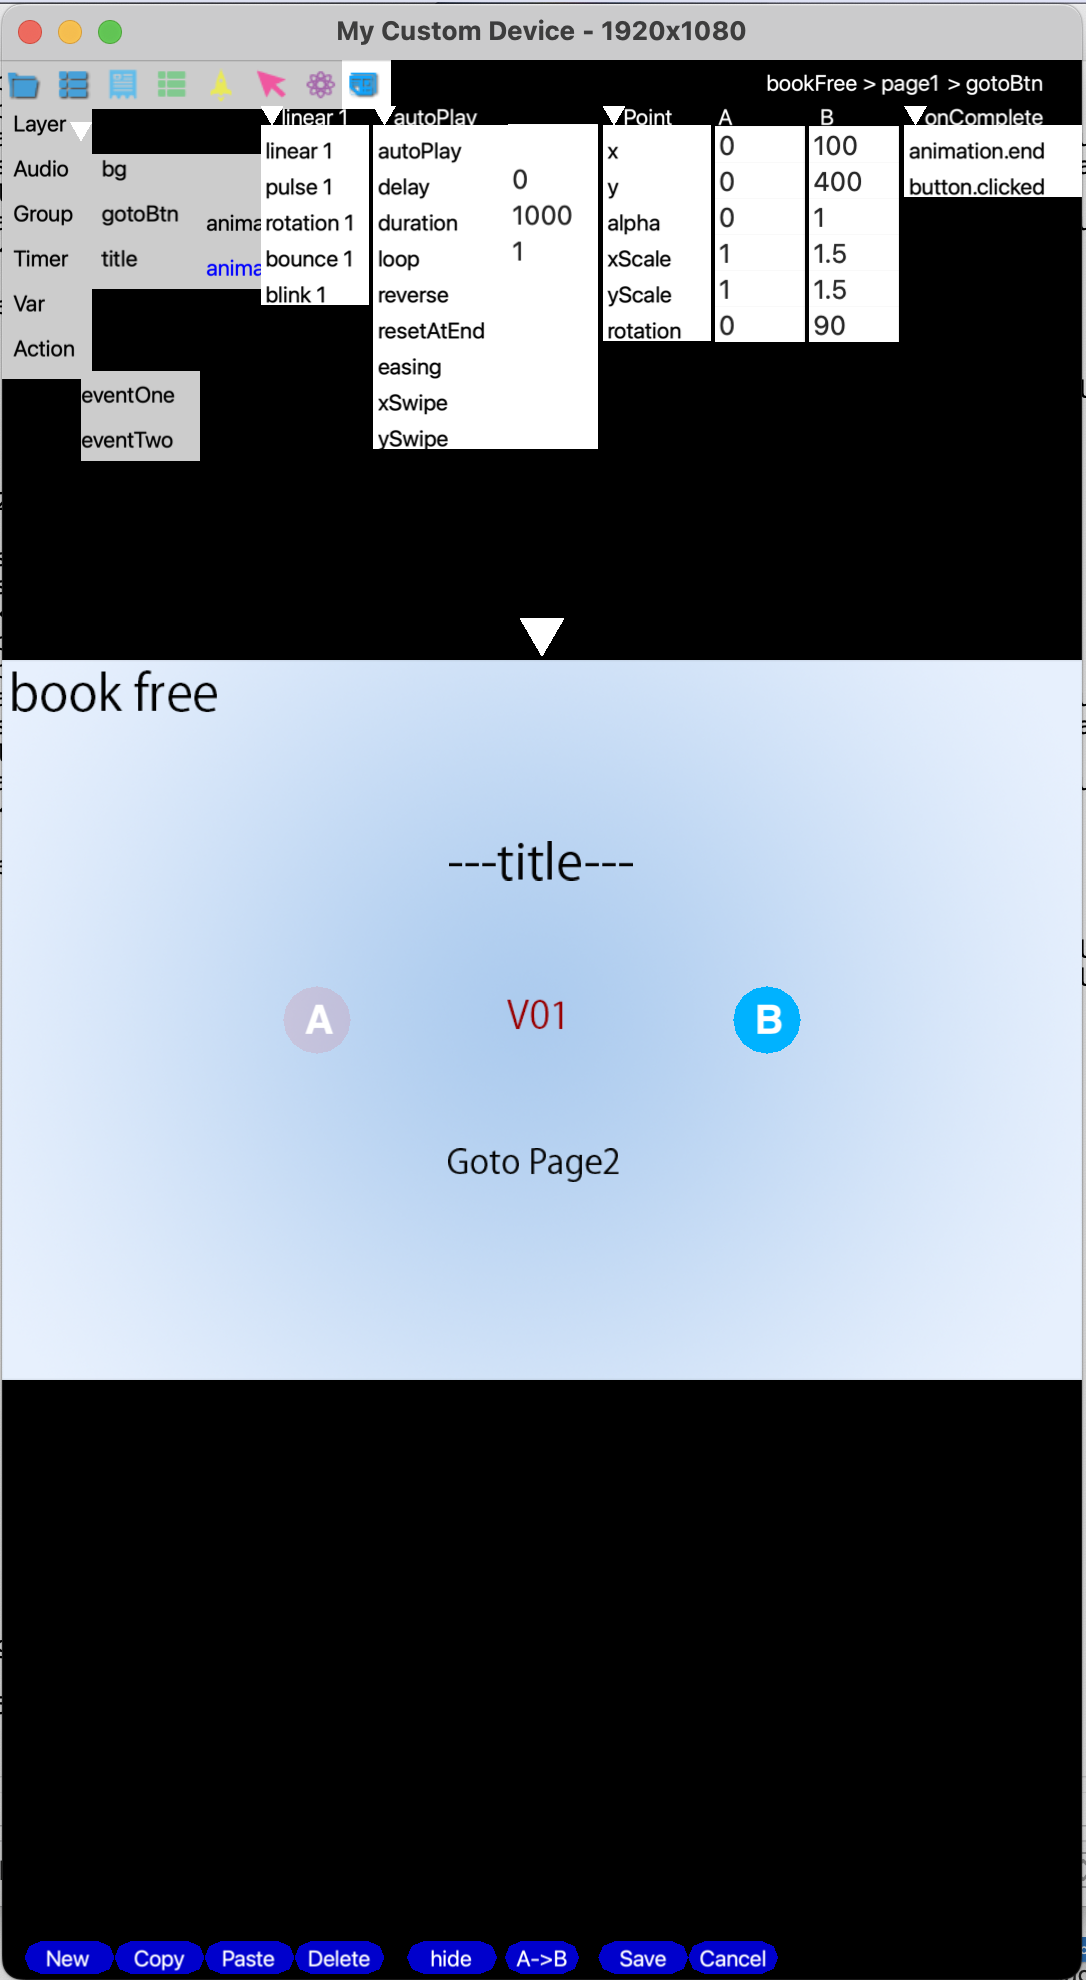 My Custom Device - 1920x1080
bookFree > page1 > gotoBtn
Layer
Audio
Group
Timer
Var
Action
bg
gotoBtn
title
eventOne
eventTwo
linear 1
linear 1
pulse 1
rotation 1
bounce 1
blink 1
autoPlay
autoPlay
delay 0
duration 1000
loop 1
reverse
resetAtEnd
easing
xSwipe
ySwipe
Point A B
x 0 100
y 0 400
alpha 0 1
xScale 1 1.5
yScale 1 1.5
rotation 0 90
onComplete
animation.end
button.clicked
book free
---title---
A V01 B
Goto Page2
New Copy Paste Delete hide A->B Save Cancel